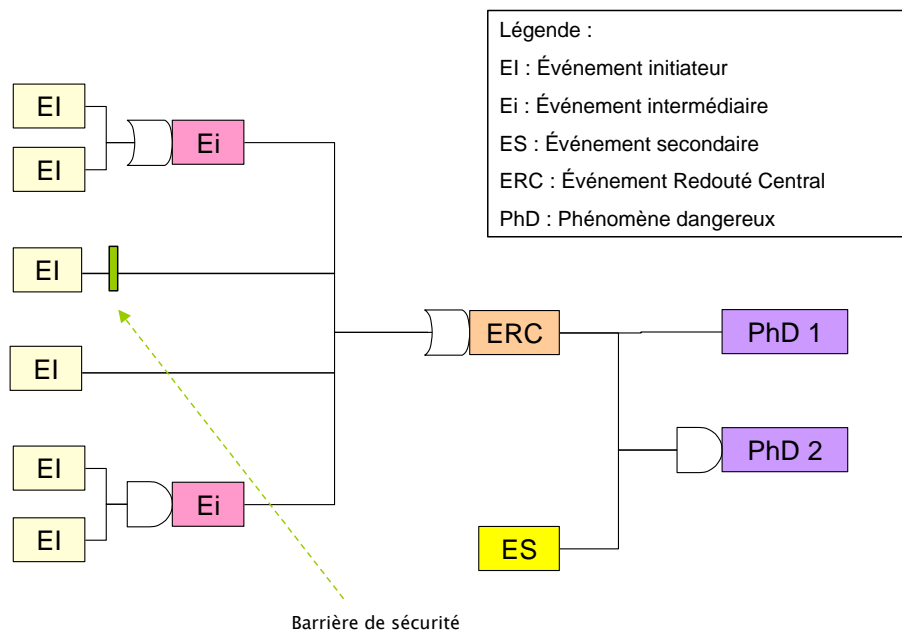 Légende :
EI : Événement initiateur
Ei : Événement intermédiaire
ES : Événement secondaire
ERC : Événement Redouté Central
PhD : Phénomène dangereux
EI
EI
Ei
EI
EI
EI
EI
Ei
ERC
PhD 1
PhD 2
ES
Barrière de sécurité